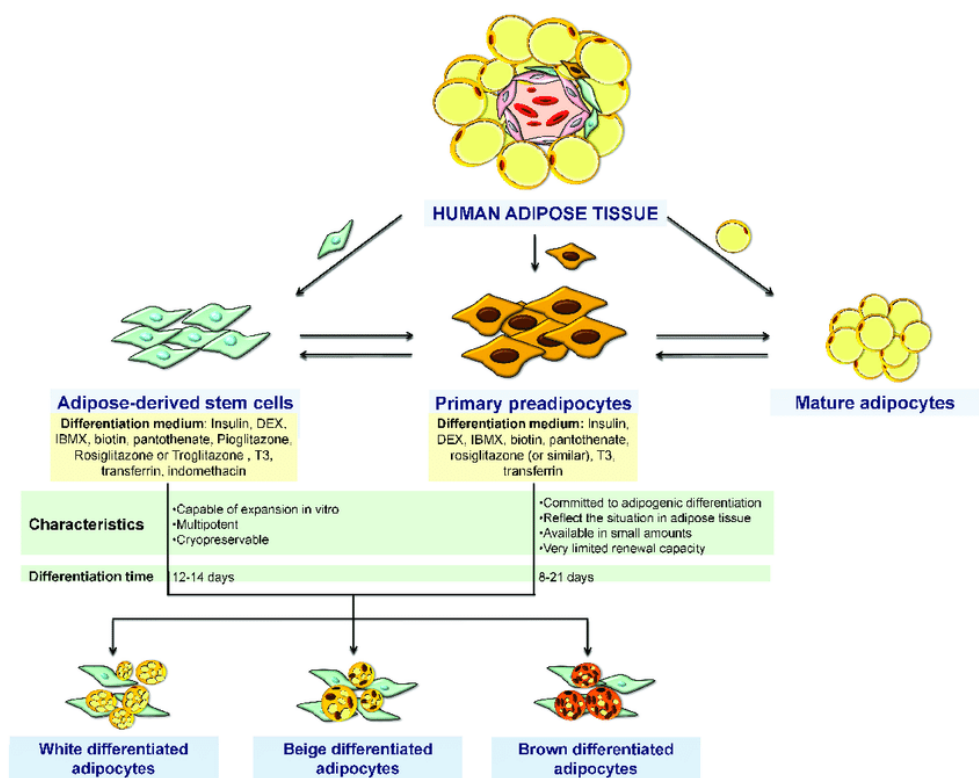 HUMAN ADIPOSE TISSUE
Adipose-derived stem cells
Differentiation medium: Insulin, DEX,
IBMX, biotin, pantothenate, Pioglitazone,
Rosiglitazone or Troglitazone , T3,
transferrin, indomethacin
Primary preadipocytes
Differentiation medium: Insulin,
DEX, IBMX, biotin, pantothenate,
rosiglitazone (or similar), T3,
transferrin
Mature adipocytes
Characteristics
•Capable of expansion in vitro
•Multipotent
•Cryopreservable
•Committed to adipogenic differentiation
•Reflect the situation in adipose tissue
•Available in small amounts
•Very limited renewal capacity
Differentiation time
12-14 days
8-21 days
White differentiated
adipocytes
Beige differentiated
adipocytes
Brown differentiated
adipocytes